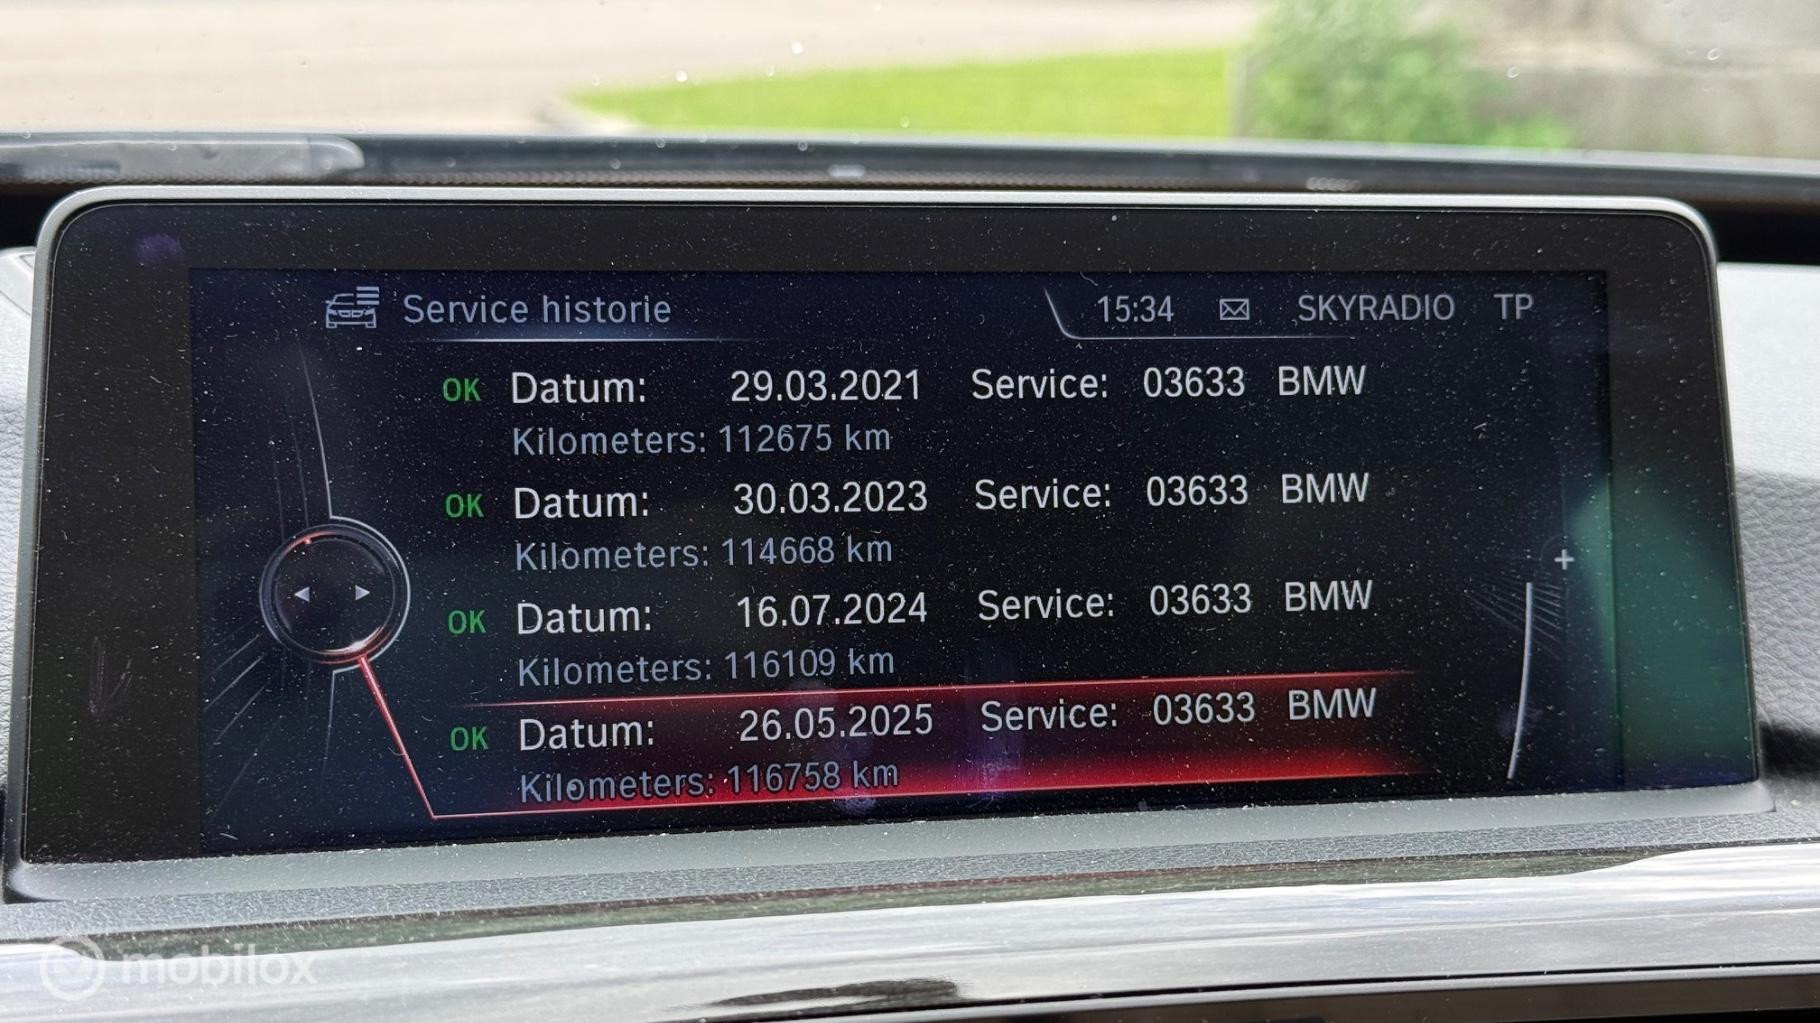 Service historie 15:34 SKYRADIO TP
OK Datum: 29.03.2021 Service: 03633 BMW
Kilometers: 112675 km
OK Datum: 30.03.2023 Service: 03633 BMW
Kilometers: 114668 km
OK Datum: 16.07.2024 Service: 03633 BMW
Kilometers: 116109 km
OK Datum: 26.05.2025 Service: 03633 BMW
Kilometers: 116758 km
mobilox